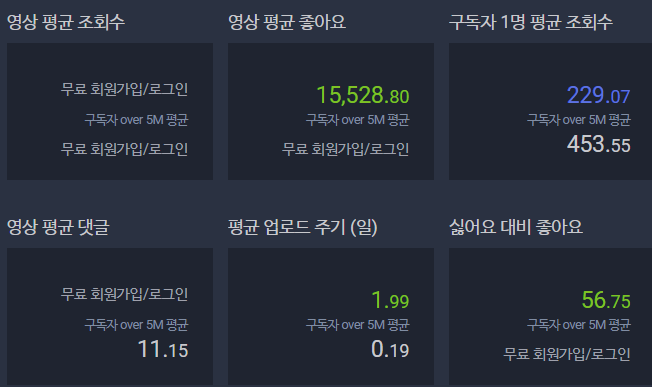 영상 평균 조회수
무료 회원가입/로그인
구독자 over 5M 평균
무료 회원가입/로그인
영상 평균 좋아요
15,528.80
구독자 over 5M 평균
무료 회원가입/로그인
구독자 1명 평균 조회수
229.07
구독자 over 5M 평균
453.55
영상 평균 댓글
무료 회원가입/로그인
구독자 over 5M 평균
11.15
평균 업로드 주기 (일)
1.99
구독자 over 5M 평균
0.19
싫어요 대비 좋아요
56.75
구독자 over 5M 평균
무료 회원가입/로그인